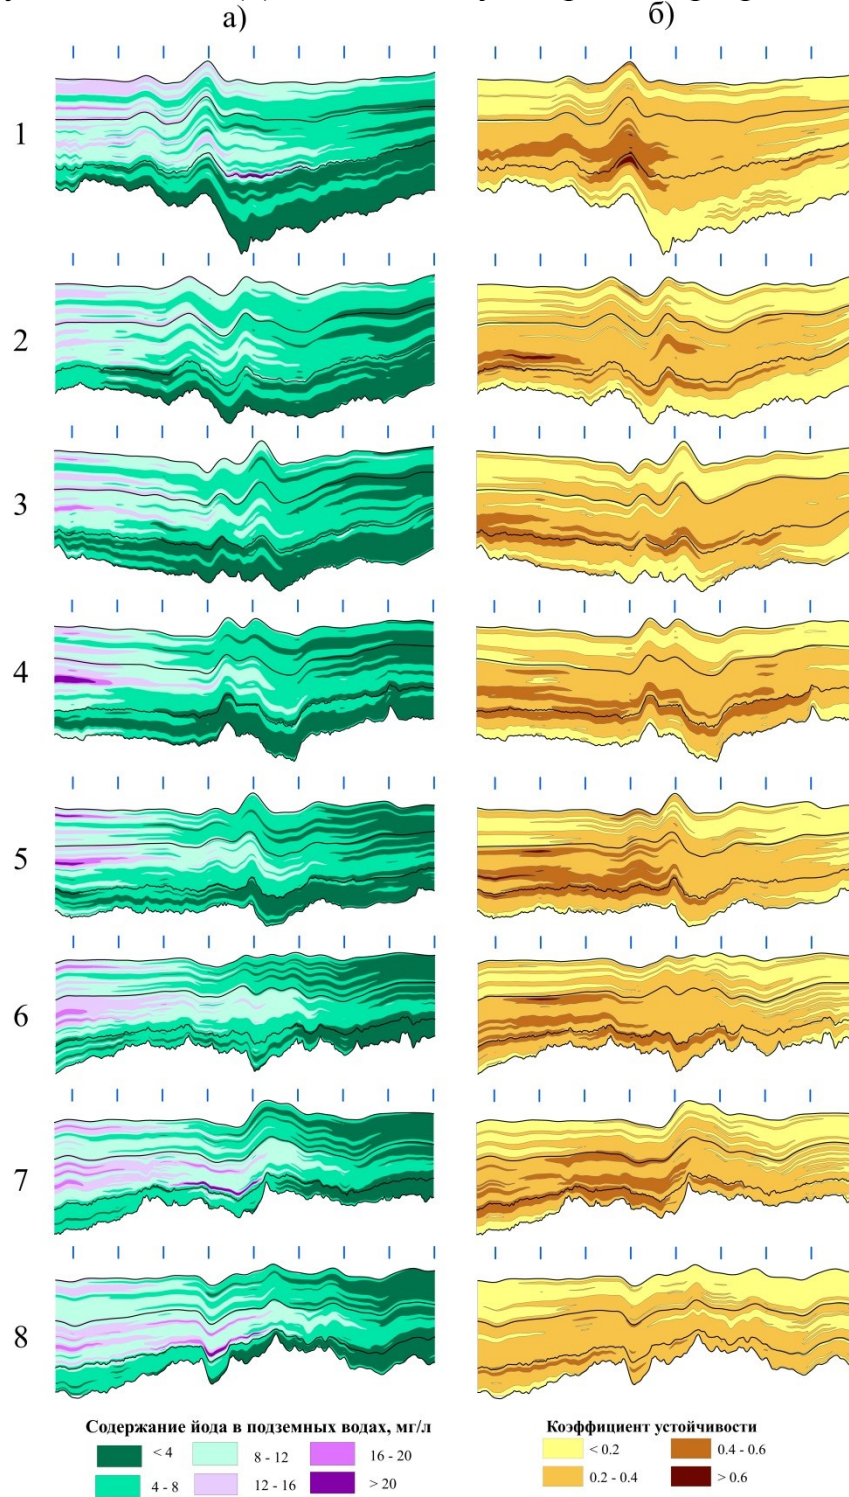 а) б)
1
2
3
4
5
6
7
8
Содержание йода в подземных водах, мг/л
< 4 8 - 12 16 - 20
4 - 8 12 - 16 > 20
Коэффициент устойчивости
< 0.2 0.4 - 0.6
0.2 - 0.4 > 0.6